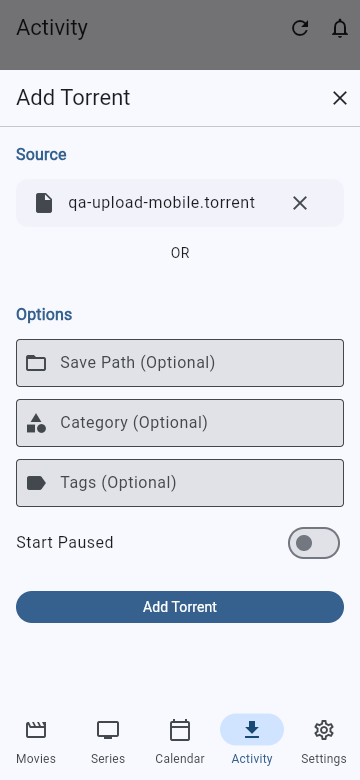 Activity
Add Torrent
Source
qa-upload-mobile.torrent
OR
Options
Save Path (Optional)
Category (Optional)
Tags (Optional)
Start Paused
Add Torrent
Movies Series Calendar Activity Settings